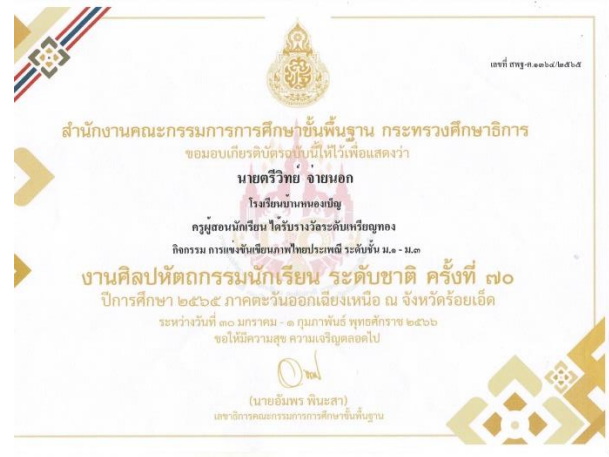 เลขที่ สพฐ-ศ.๑๓๖๔/๒๕๖๕
สำนักงานคณะกรรมการการศึกษาขั้นพื้นฐาน กระทรวงศึกษาธิการ
ขอมอบเกียรติบัตรฉบับนี้ให้ไว้เพื่อแสดงว่า
นายตรีวิทย์ จ่ายนอก
โรงเรียนบ้านหนองเบ็ญ
ครูผู้สอนนักเรียน ได้รับรางวัลระดับเหรียญทอง
กิจกรรม การแข่งขันเขียนภาพไทยประเพณี ระดับชั้น ม.๑ - ม.๓
งานศิลปหัตถกรรมนักเรียน ระดับชาติ ครั้งที่ ๗๐
ปีการศึกษา ๒๕๖๕ ภาคตะวันออกเฉียงเหนือ ณ จังหวัดร้อยเอ็ด
ระหว่างวันที่ ๓๐ มกราคม - ๑ กุมภาพันธ์ พุทธศักราช ๒๕๖๖
ขอให้มีความสุข ความเจริญตลอดไป
(นายอัมพร พินะสา)
เลขาธิการคณะกรรมการการศึกษาขั้นพื้นฐาน